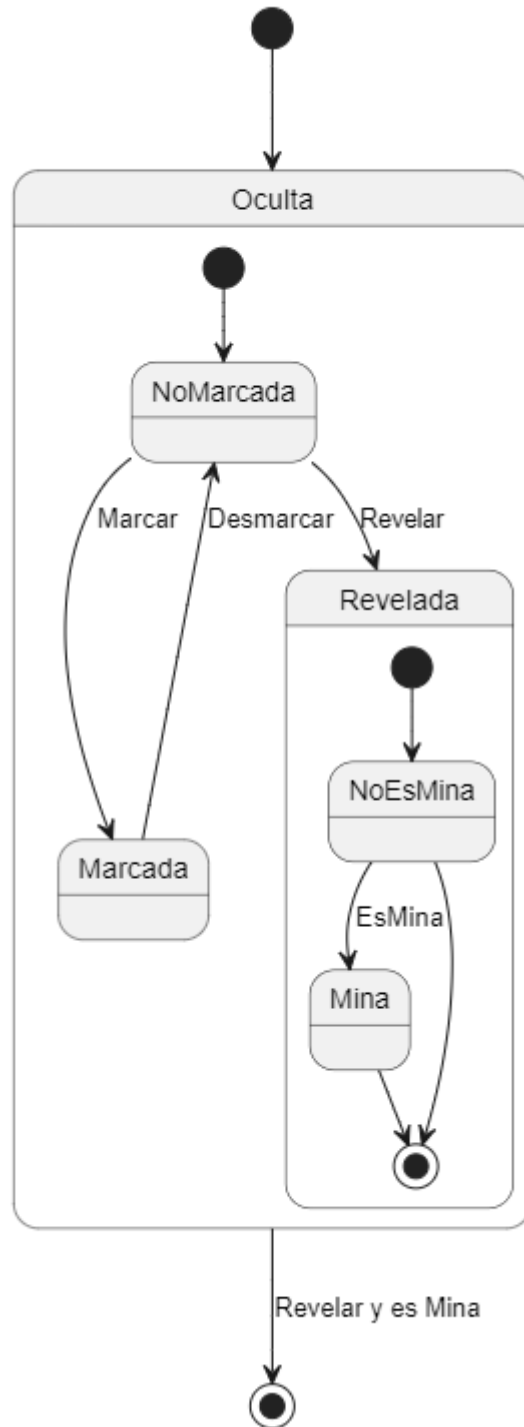 Oculta
NoMarcada
Marcar
Desmarcar
Revelar
Revelada
NoEsMina
Marcada
EsMina
Mina
Revelar y es Mina